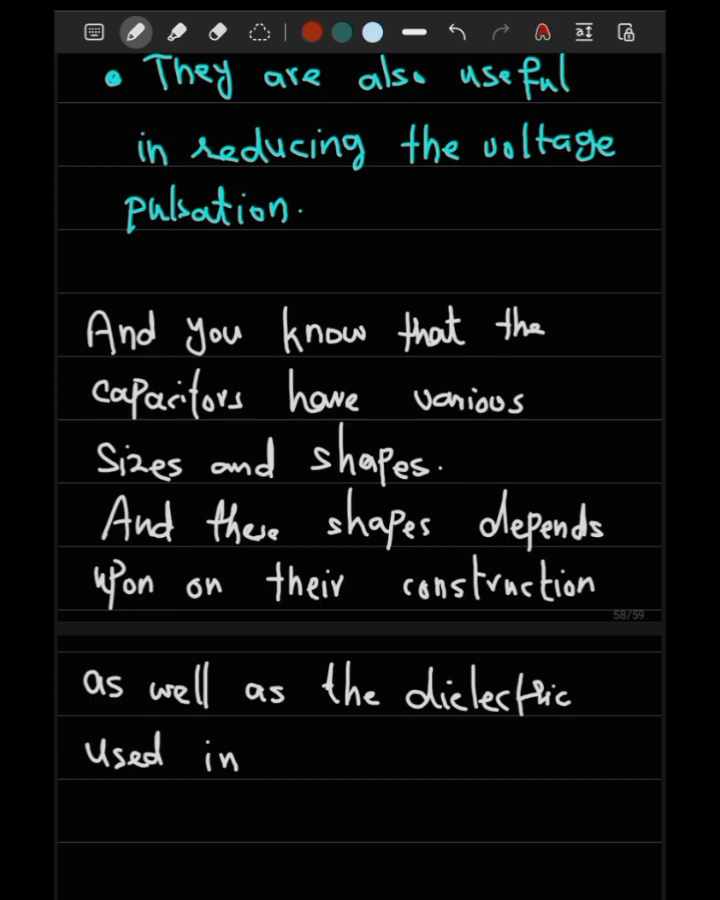 • They are also useful
in reducing the voltage
pulsation.
And you know that the
capacitors have various
sizes and shapes.
And these shapes depends
upon on their construction
58/59
as well as the dielectric
used in